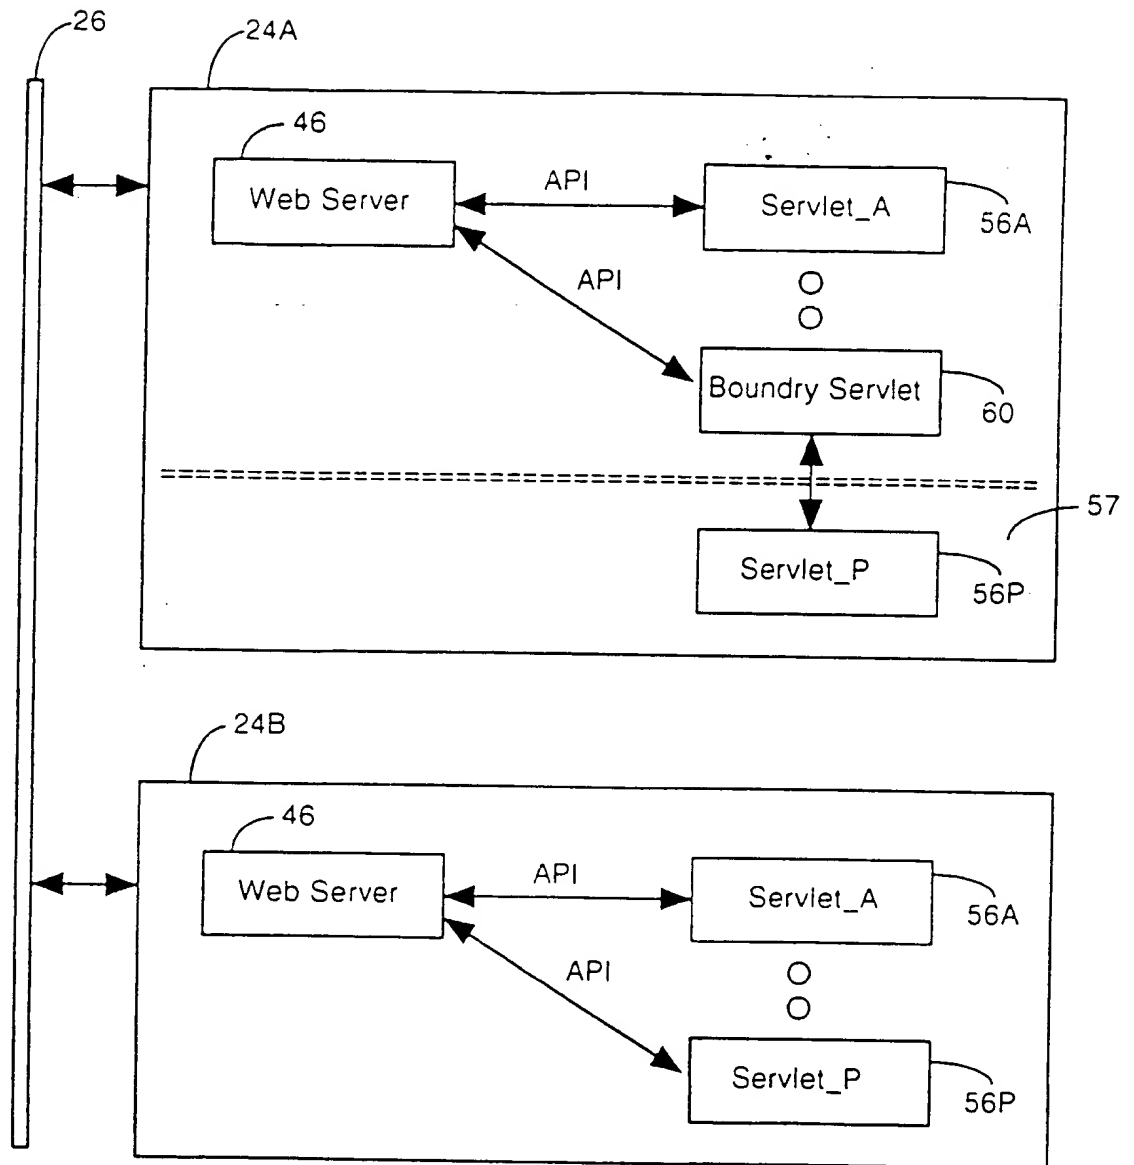 26
24A
46
Web Server
API
Servlet_A
56A
API
Boundry Servlet
60
57
Servlet_P
56P
24B
46
Web Server
API
Servlet_A
56A
API
Servlet_P
56P